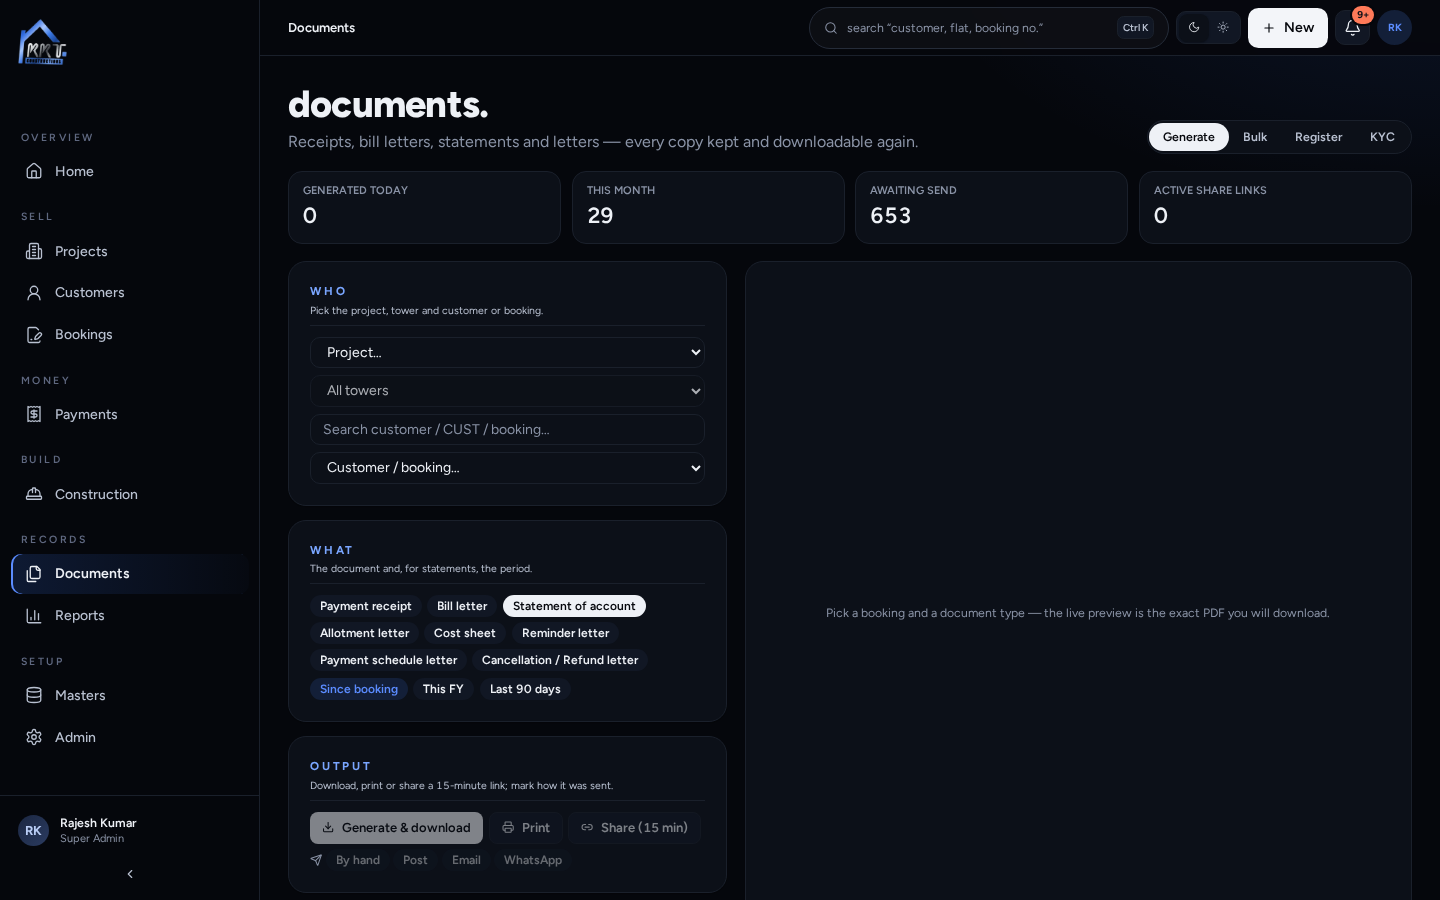 RKT
OVERVIEW
Home
SELL
Projects
Customers
Bookings
MONEY
Payments
BUILD
Construction
RECORDS
Documents
Reports
SETUP
Masters
Admin
RK
Rajesh Kumar
Super Admin
Documents
search “customer, flat, booking no.”
Ctrl K
New
9+
RK
documents.
Receipts, bill letters, statements and letters — every copy kept and downloadable again.
Generate Bulk Register KYC
GENERATED TODAY
0
THIS MONTH
29
AWAITING SEND
653
ACTIVE SHARE LINKS
0
WHO
Pick the project, tower and customer or booking.
Project...
All towers
Search customer / CUST / booking...
Customer / booking...
WHAT
The document and, for statements, the period.
Payment receipt Bill letter Statement of account
Allotment letter Cost sheet Reminder letter
Payment schedule letter Cancellation / Refund letter
Since booking This FY Last 90 days
OUTPUT
Download, print or share a 15-minute link; mark how it was sent.
Generate & download Print Share (15 min)
By hand Post Email WhatsApp
Pick a booking and a document type — the live preview is the exact PDF you will download.